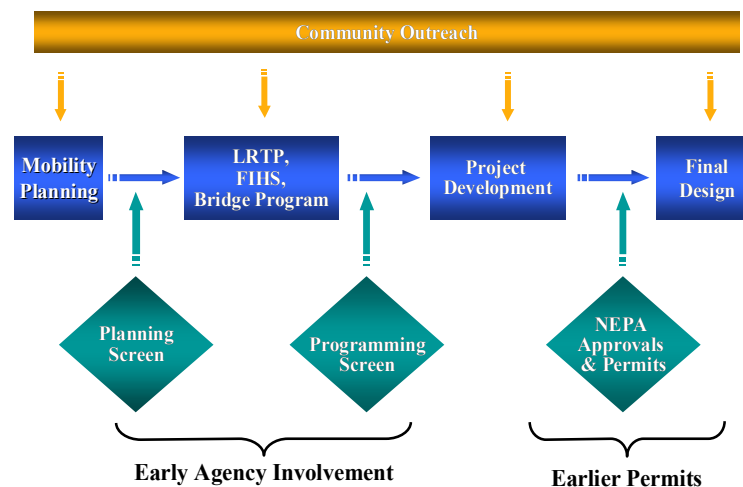 Community Outreach
Mobility
Planning
LRTP,
FIHS,
Bridge Program
Project
Development
Final
Design
Planning
Screen
Programming
Screen
NEPA
Approvals
& Permits
Early Agency Involvement
Earlier Permits